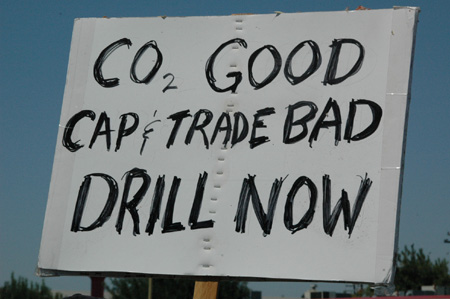 CO₂ GOOD
CAP & TRADE BAD
DRILL NOW